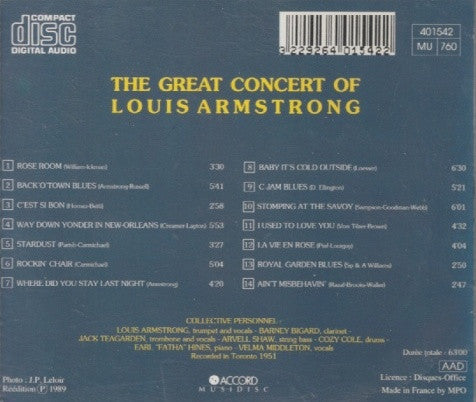 COMPACT
disc
DIGITAL AUDIO
3 229264 015422
401542
MU 760
THE GREAT CONCERT OF
LOUIS ARMSTRONG
1 ROSE ROOM (William-Ickman) 3'30
2 BACK O'TOWN BLUES (Armstrong-Russell) 5'41
3 C'EST SI BON (Hornez-Betti) 2'58
4 WAY DOWN YONDER IN NEW-ORLEANS (Creamer Layton) 5'53
5 STARDUST (Parish-Carmichael) 3'27
6 ROCKIN' CHAIR (Carmichael) 5'04
7 WHERE DID YOU STAY LAST NIGHT (Armstrong) 4'26
8 BABY IT'S COLD OUTSIDE (Loesser) 6'30
9 C JAM BLUES (D. Ellington) 5'21
10 STOMPING AT THE SAVOY (Sampson-Goodman-Webb) 6'01
11 I USED TO LOVE YOU (Von Tilzer Brown) 4'32
12 LA VIE EN ROSE (Piaf-Louiguy) 4'04
13 ROYAL GARDEN BLUES (Sp & A Williams) 2'50
14 AIN'T MISBEHAVIN' (Razaf-Brooks-Waller) 2'47
COLLECTIVE PERSONNEL:
LOUIS ARMSTRONG, trumpet and vocals - BARNEY BIGARD, clarinet -
JACK TEAGARDEN, trombone and vocals - ARVELL SHAW, string bass - COZY COLE, drums -
EARL "FATHA" HINES, piano - VELMA MIDDLETON, vocals
Recorded in Toronto 1951
Durée totale : 63'00
AAD
Photo : J.P. Leloir
Réédition ℗ 1989
ACCORD
MUSIDISC
Licence : Disques-Office
Made in France by MPO